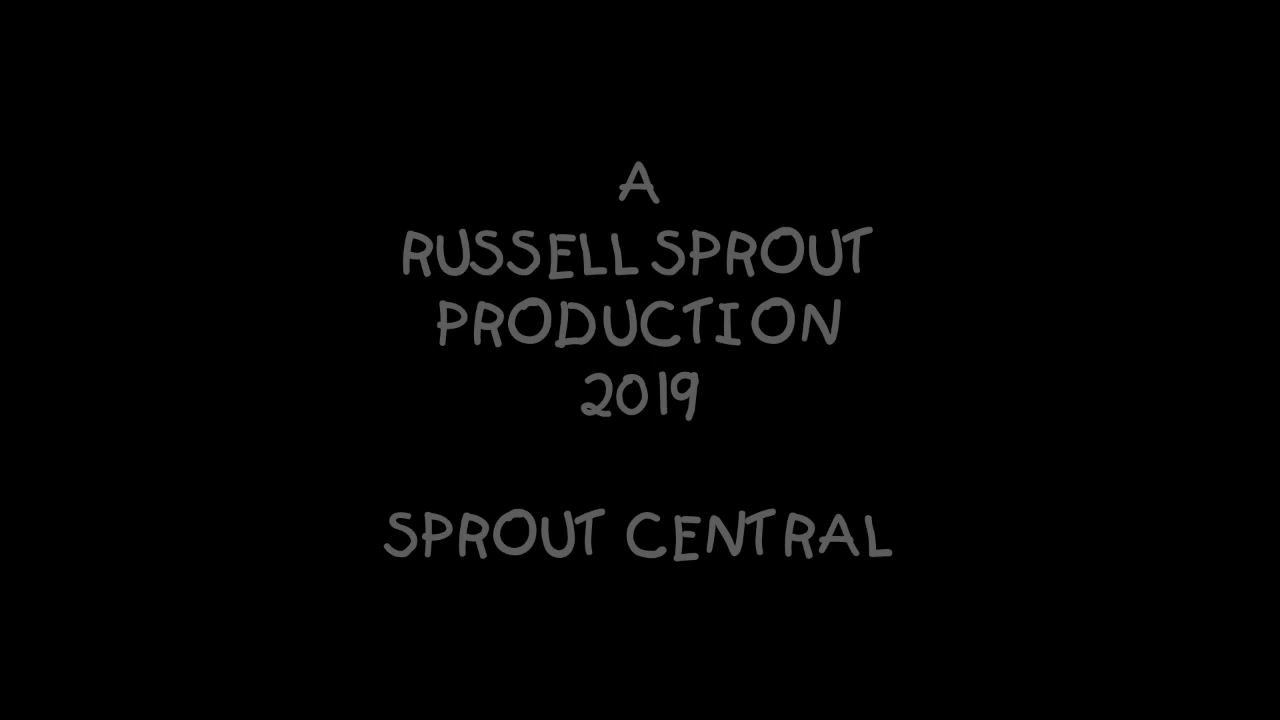 A
RUSSELL SPROUT
PRODUCTION
2019
SPROUT CENTRAL